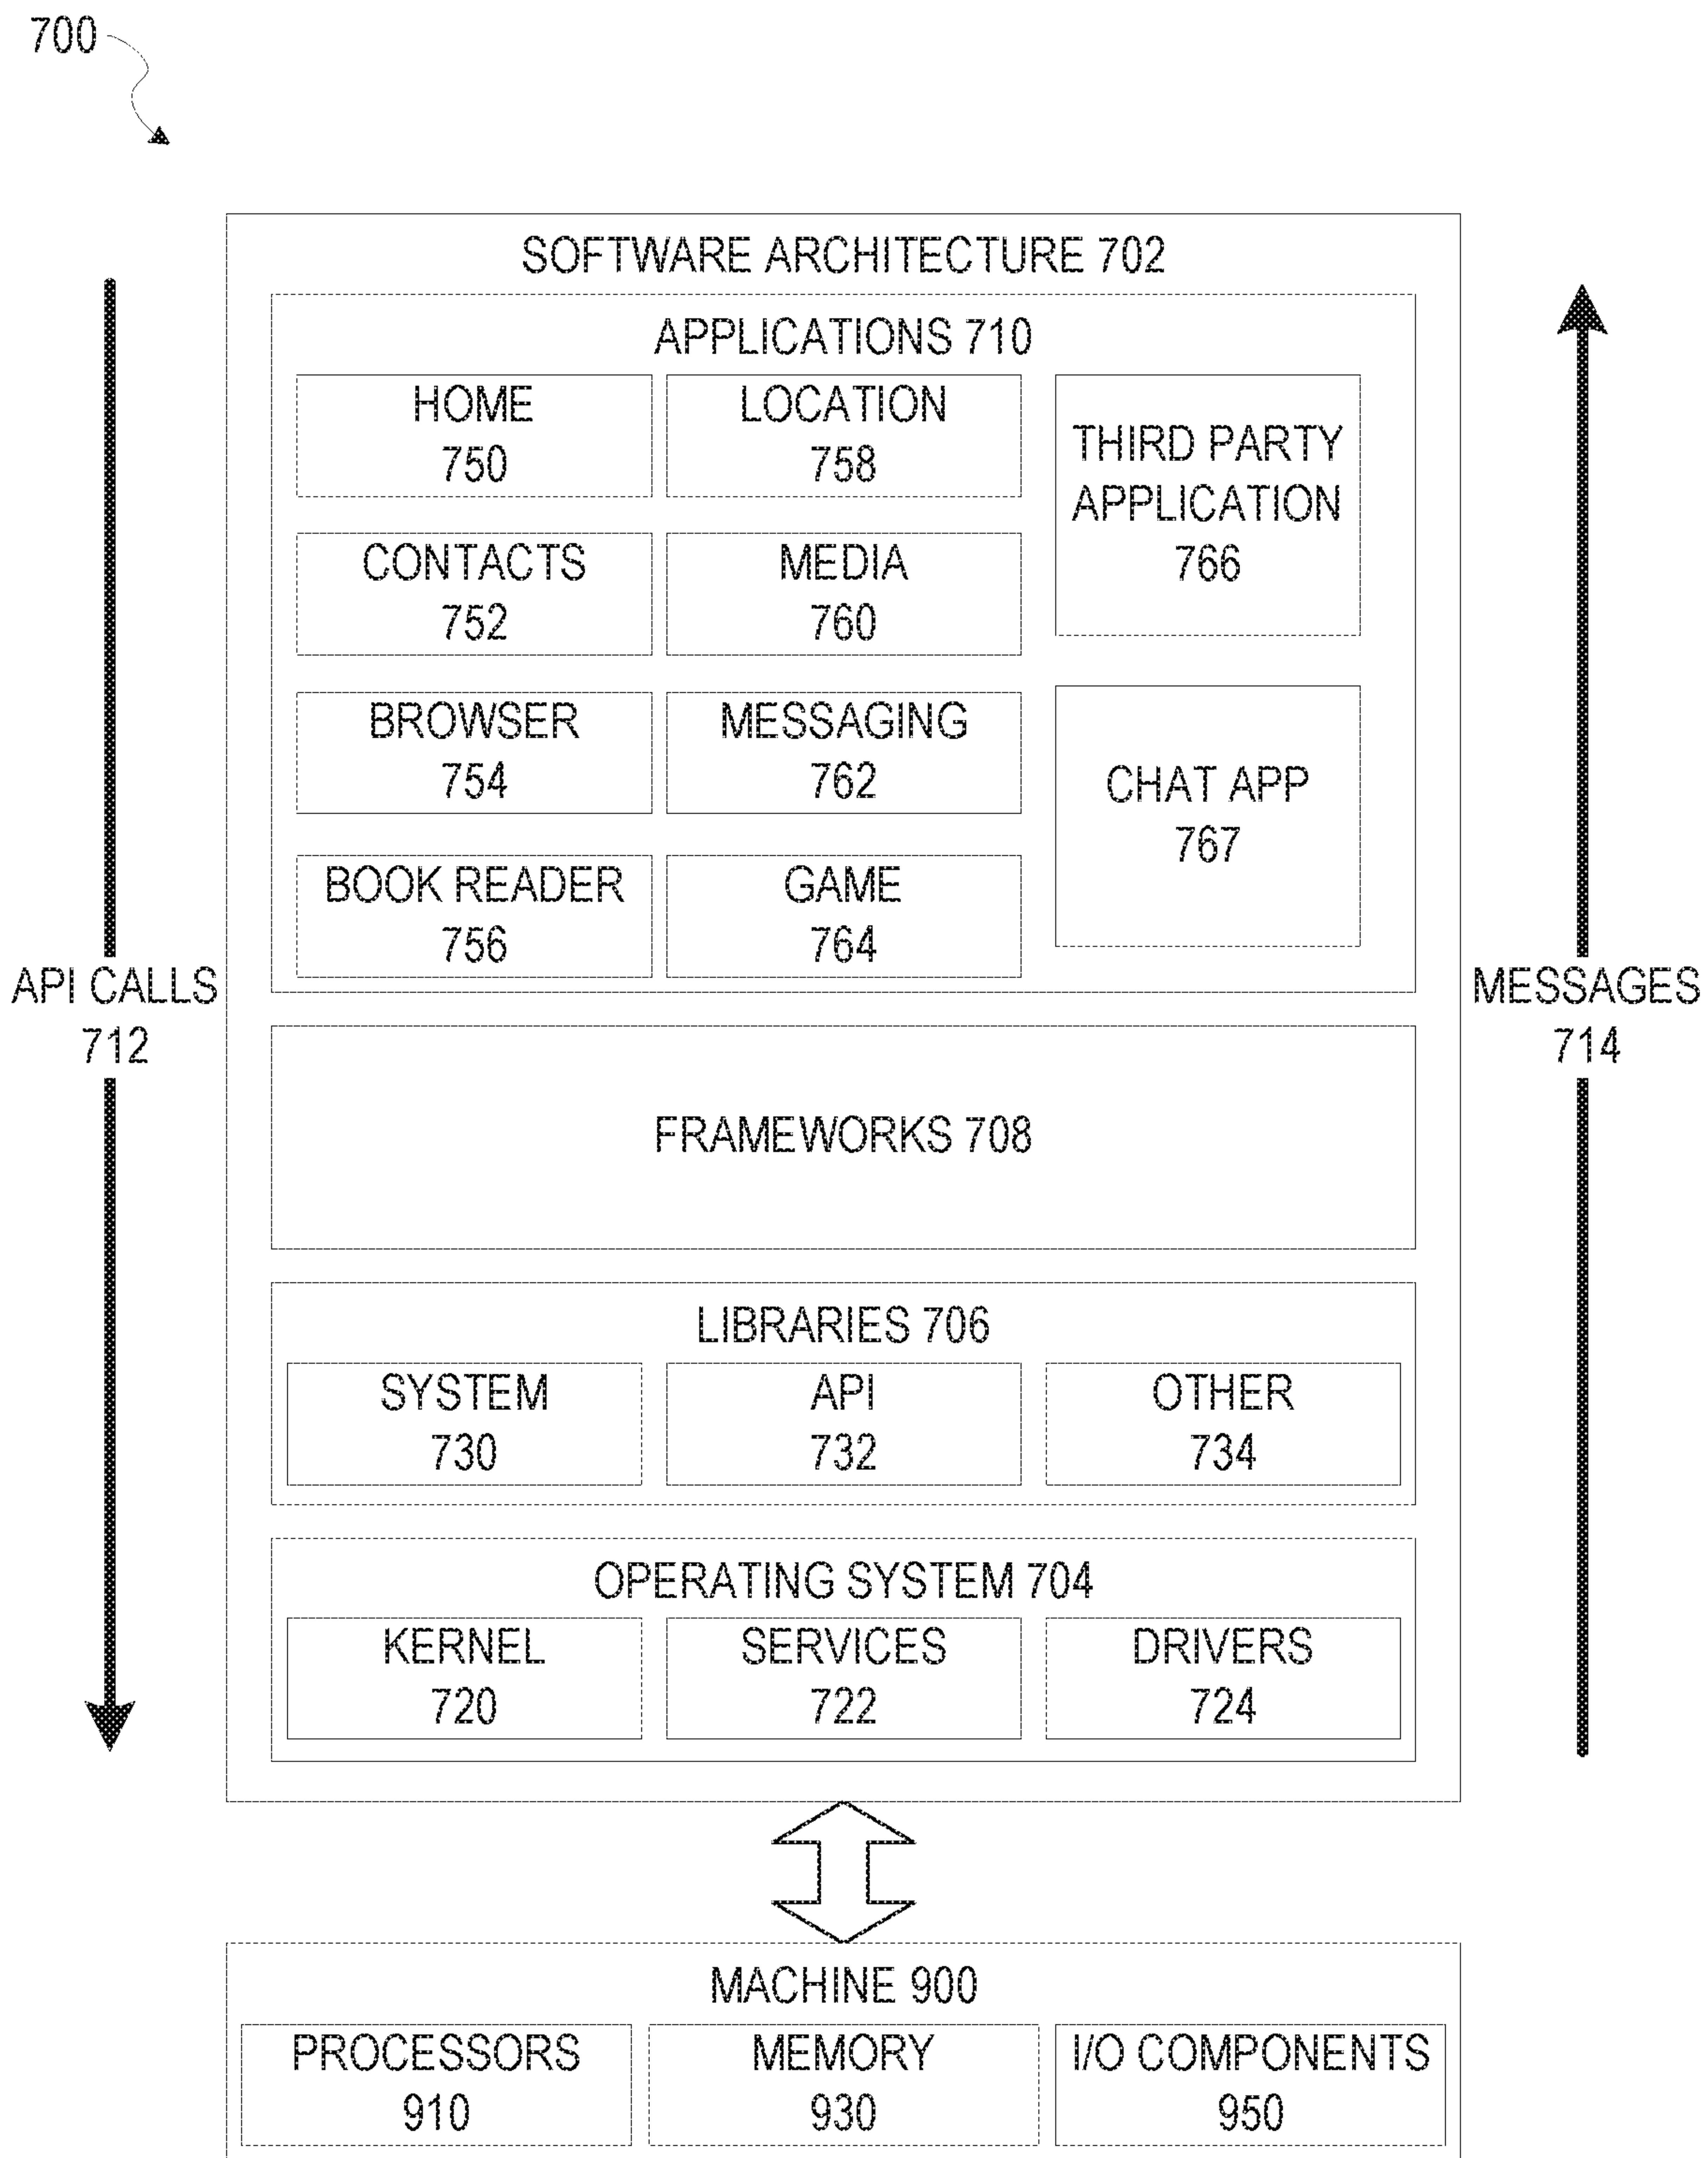 700
SOFTWARE ARCHITECTURE 702
APPLICATIONS 710
HOME
750
LOCATION
758
THIRD PARTY
APPLICATION
766
CONTACTS
752
MEDIA
760
BROWSER
754
MESSAGING
762
CHAT APP
767
BOOK READER
756
GAME
764
API CALLS
712
MESSAGES
714
FRAMEWORKS 708
LIBRARIES 706
SYSTEM
730
API
732
OTHER
734
OPERATING SYSTEM 704
KERNEL
720
SERVICES
722
DRIVERS
724
MACHINE 900
PROCESSORS
910
MEMORY
930
I/O COMPONENTS
950